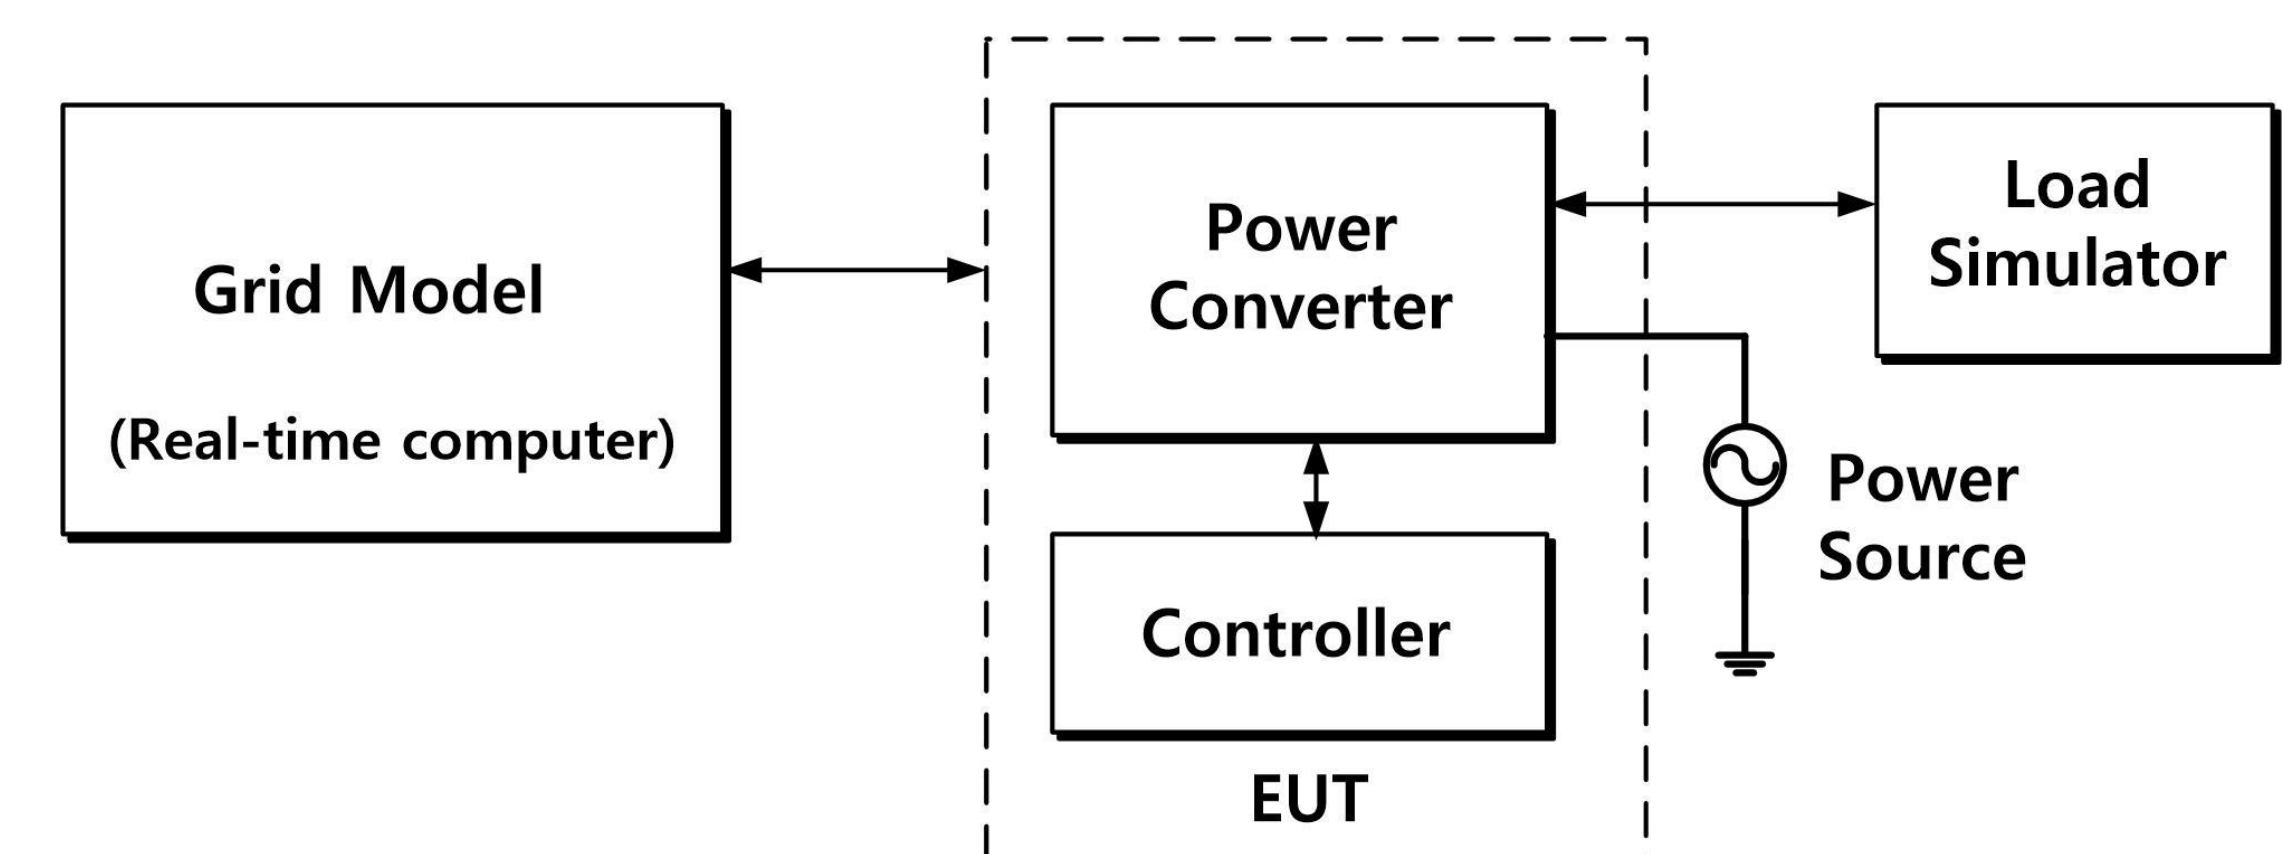 Grid Model
(Real-time computer)
Power
Converter
Controller
EUT
Load
Simulator
Power
Source